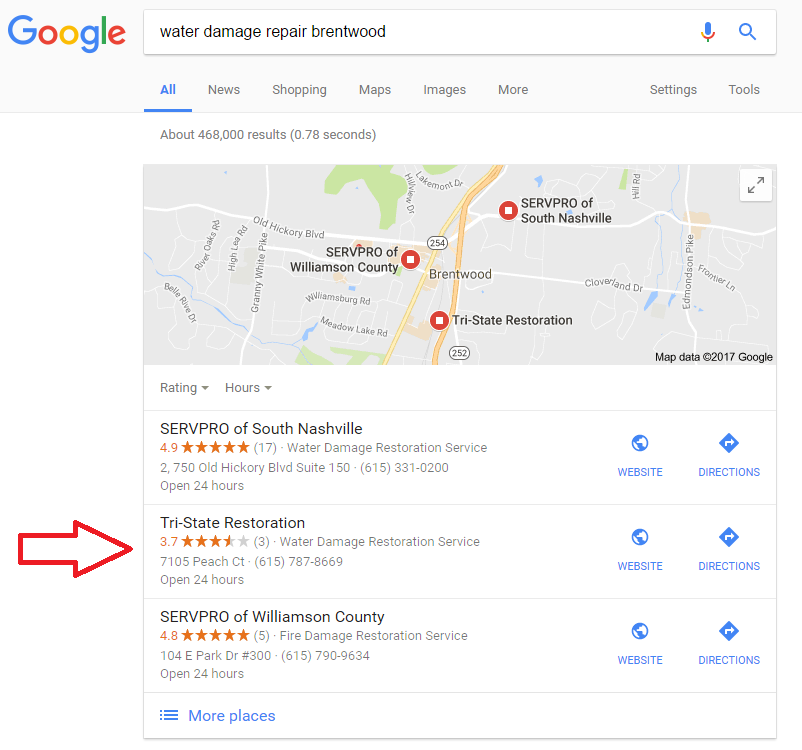 Google
water damage repair brentwood
All News Shopping Maps Images More Settings Tools
About 468,000 results (0.78 seconds)
Lakemont Dr
Hillview Dr
Hill Rd
SERVPRO of
South Nashville
Old Hickory Blvd
River Oaks Rd
High Lea Rd
Granny White Pike
254
SERVPRO of
Williamson County
Brentwood
Edmondson Pike
Frontier Ln
Cloverland Dr
Belle Rive Dr
Williamsburg Rd
Meadow Lake Rd
Tri-State Restoration
252
Map data ©2017 Google
Rating Hours
SERVPRO of South Nashville
4.9 (17) · Water Damage Restoration Service
2, 750 Old Hickory Blvd Suite 150 · (615) 331-0200
Open 24 hours
WEBSITE DIRECTIONS
Tri-State Restoration
3.7 (3) · Water Damage Restoration Service
7105 Peach Ct · (615) 787-8669
Open 24 hours
WEBSITE DIRECTIONS
SERVPRO of Williamson County
4.8 (5) · Fire Damage Restoration Service
104 E Park Dr #300 · (615) 790-9634
Open 24 hours
WEBSITE DIRECTIONS
More places